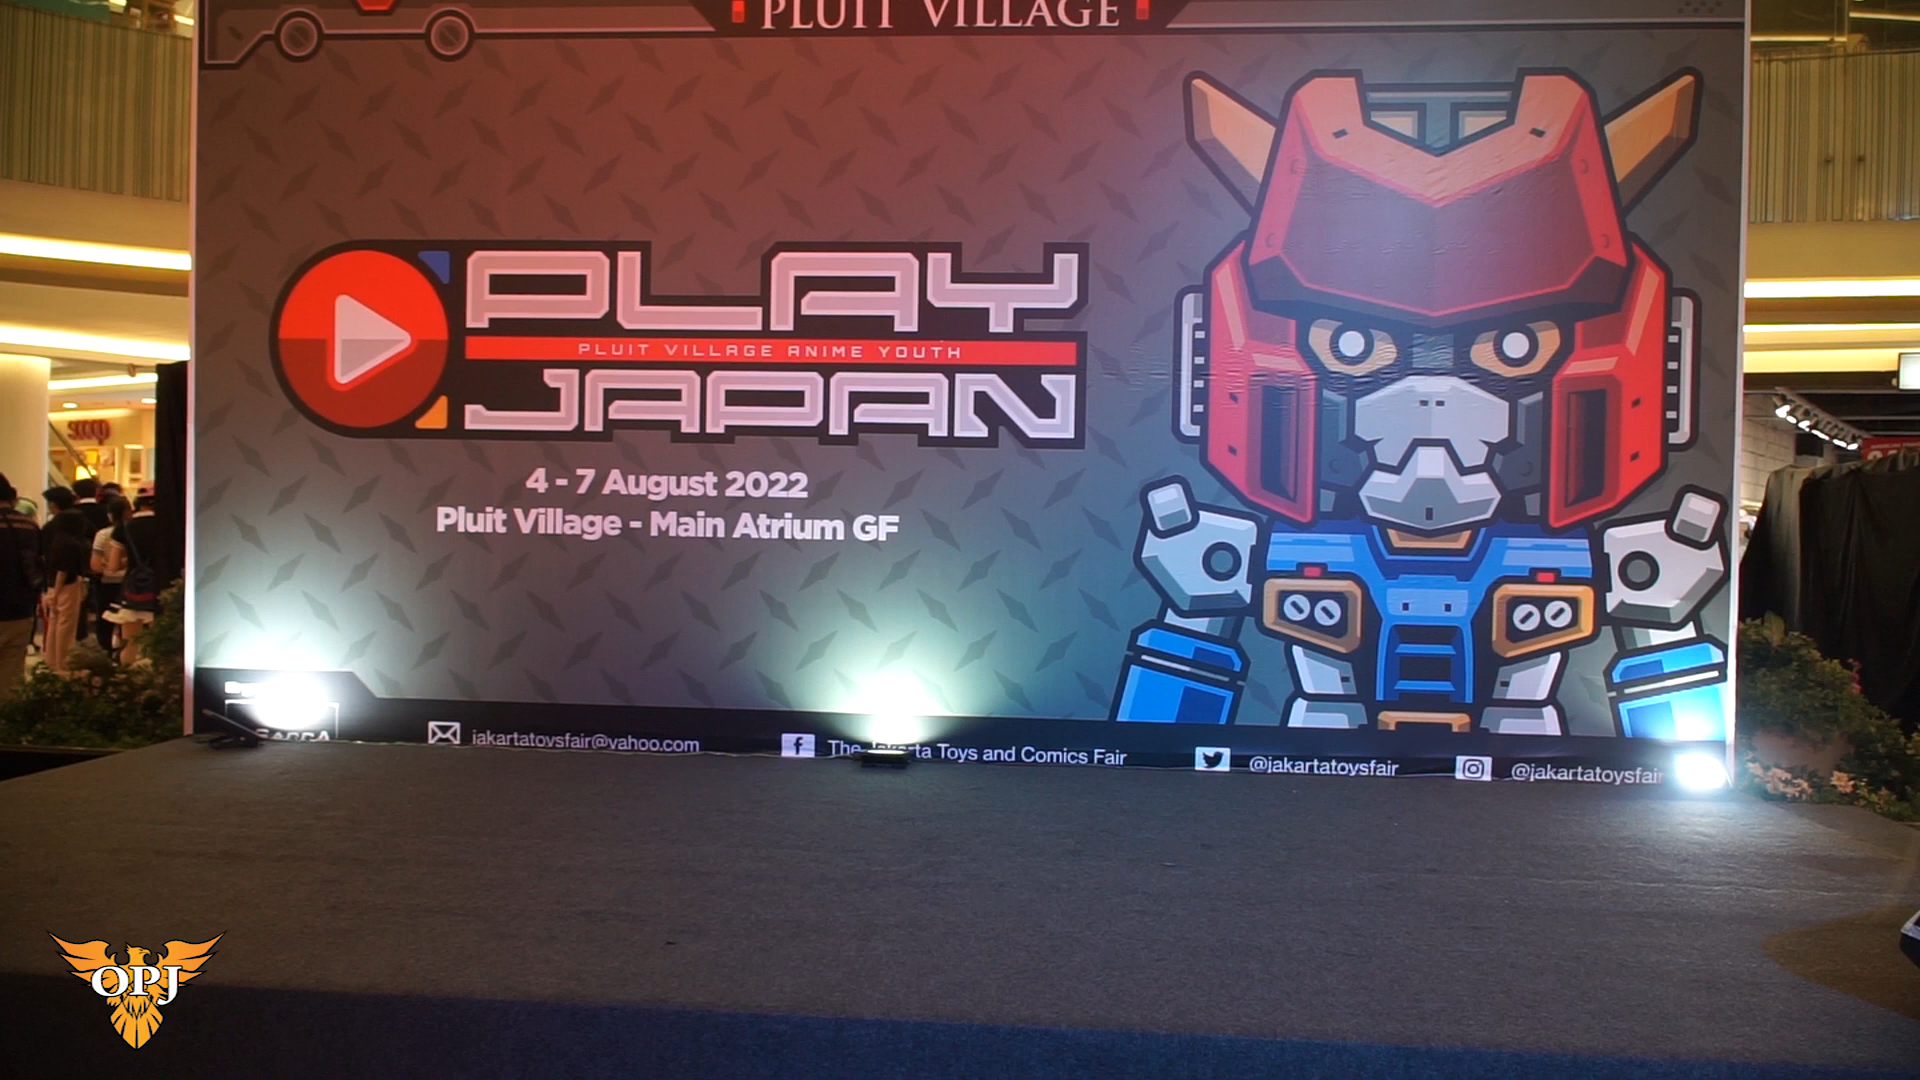 PLUIT VILLAGE
PLAY
PLUIT VILLAGE ANIME YOUTH
JAPAN
4 - 7 August 2022
Pluit Village - Main Atrium GF
jakartatoysfair@yahoo.com
The Jakarta Toys and Comics Fair
@jakartatoysfair
@jakartatoysfair
OPJ